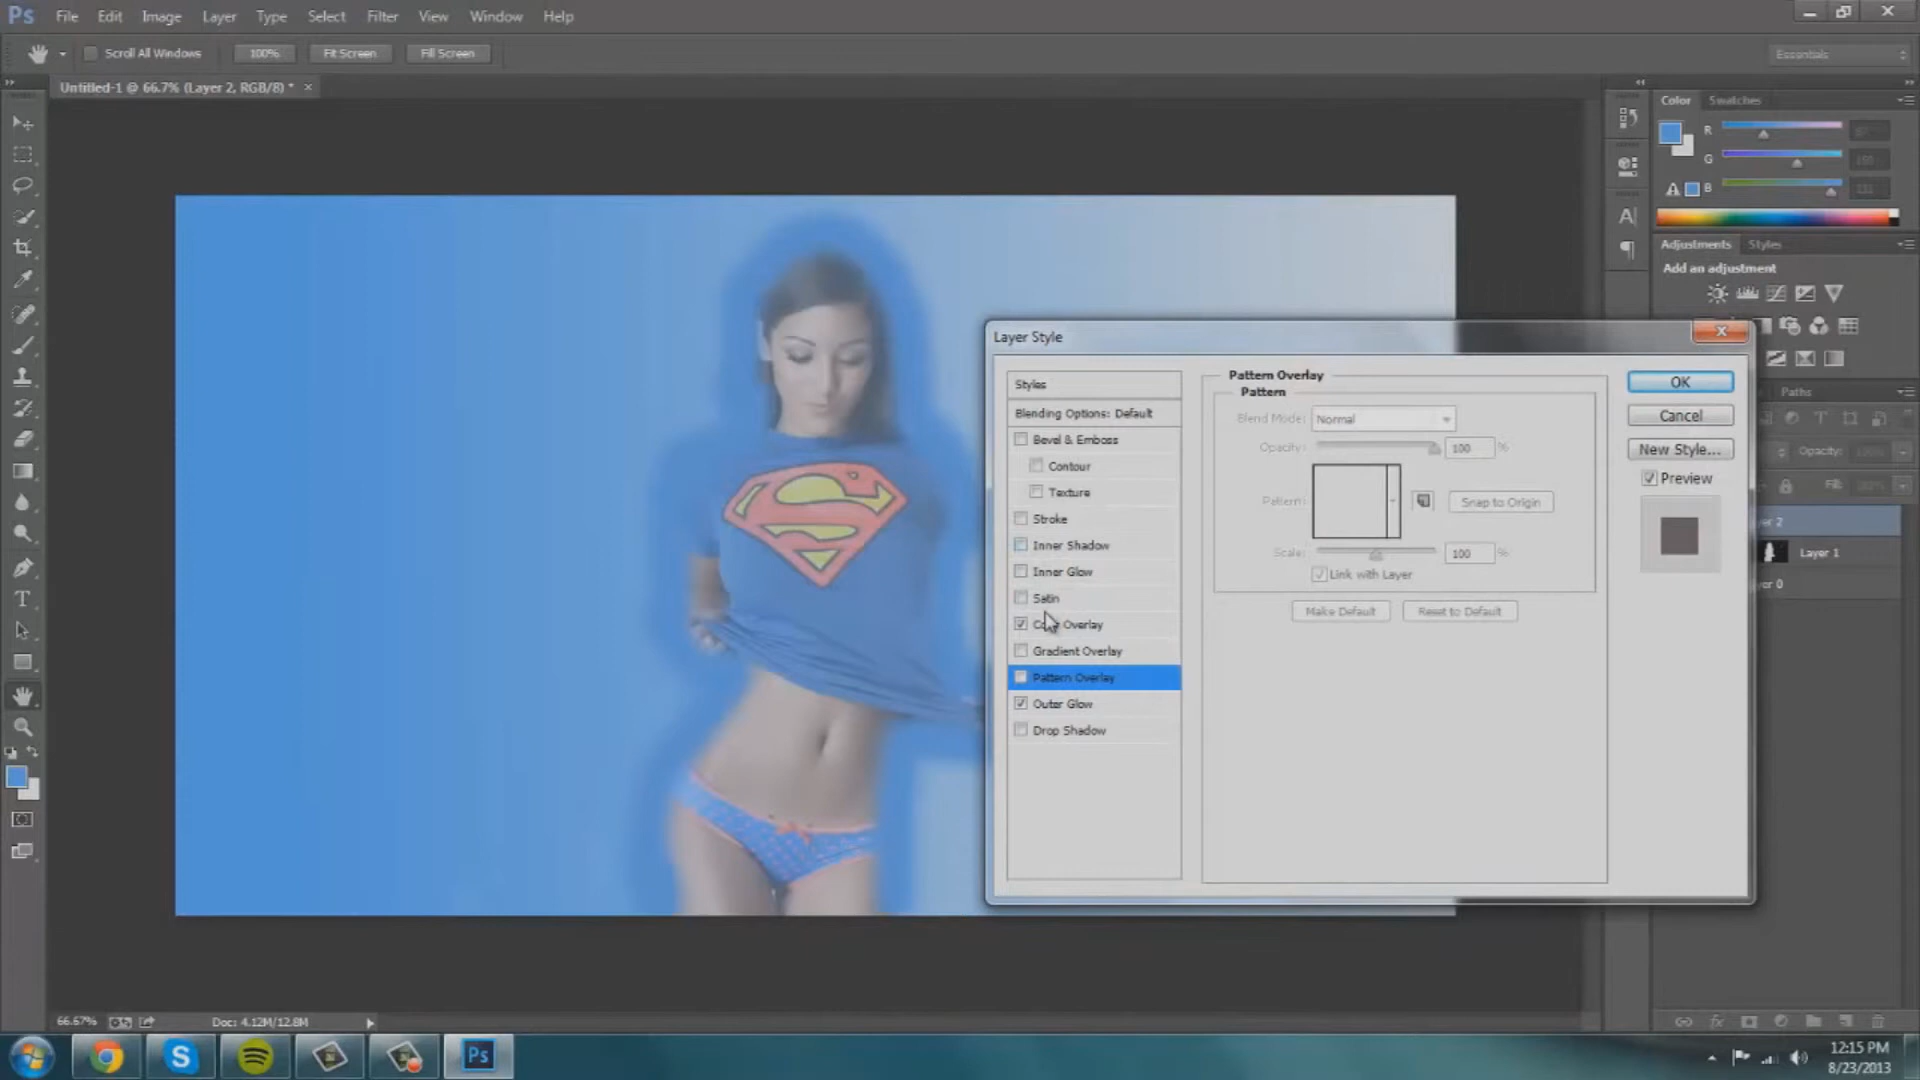 Ps File Edit Image Layer Type Select Filter View Window Help
Scroll All Windows 100% Fit Screen Fill Screen Essentials
Untitled-1 @ 66.7% (Layer 2, RGB/8) * ×
Color Swatches
R
G
B
Adjustments Styles
Add an adjustment
Paths
Opacity:
Fill:
Layer 1
Layer Style
Styles
Blending Options: Default
Bevel & Emboss
Contour
Texture
Stroke
Inner Shadow
Inner Glow
Satin
Overlay
Gradient Overlay
Pattern Overlay
Outer Glow
Drop Shadow
Pattern Overlay
Pattern
Blend Mode: Normal
Opacity: 100 %
Pattern: Snap to Origin
Scale: 100 %
Link with Layer
Make Default Reset to Default
OK
Cancel
New Style...
Preview
66.67% Doc: 4.12M/12.8M
Ps
12:15 PM
8/23/2013